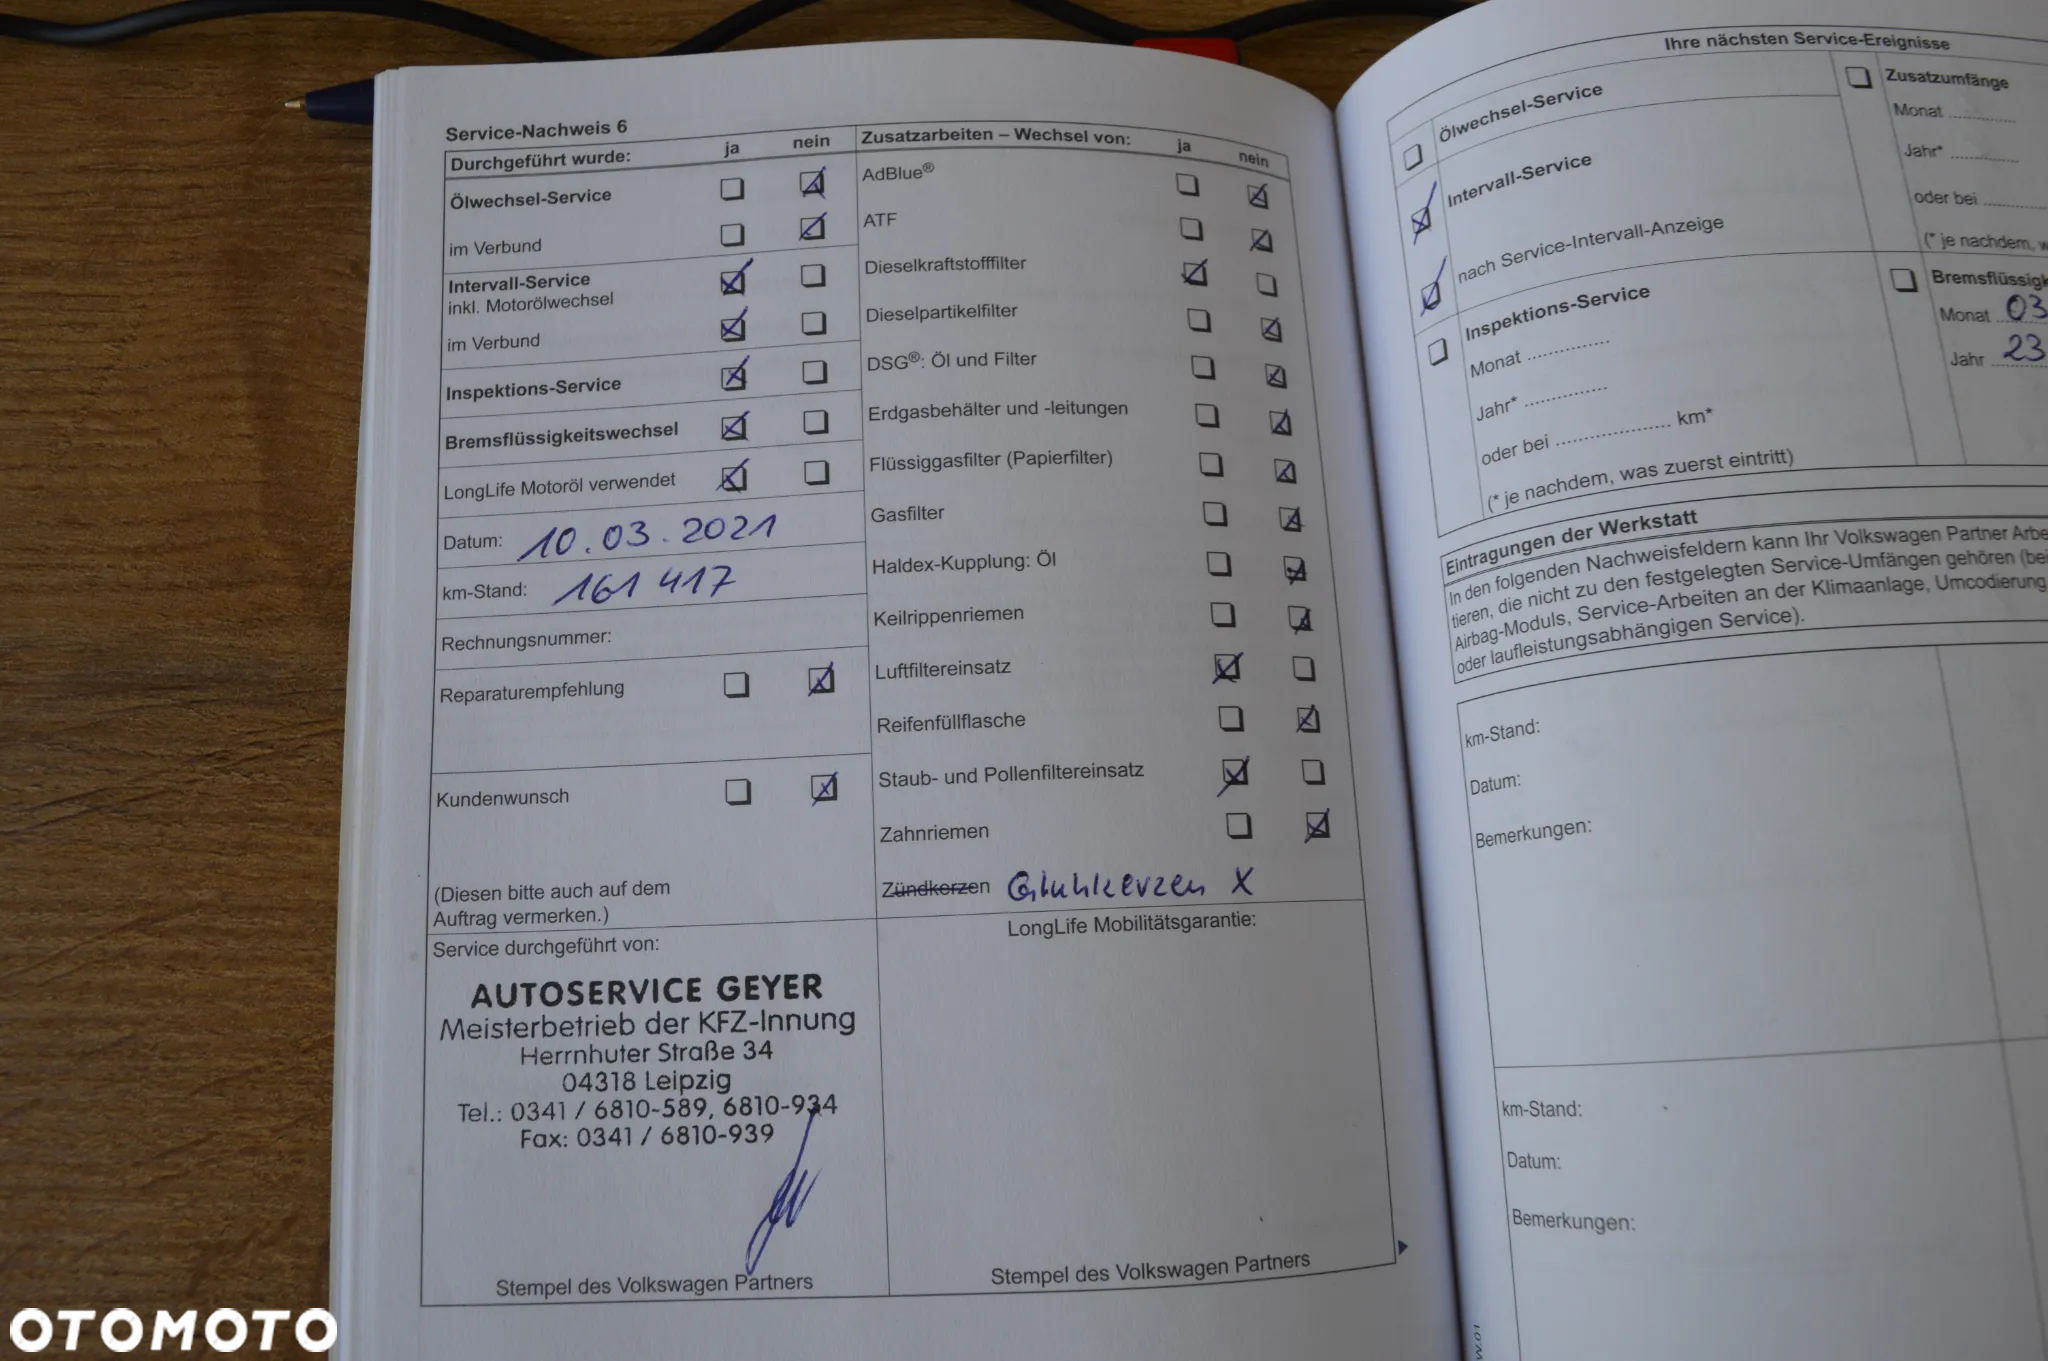 Service-Nachweis 6
Durchgeführt wurde: ja nein
Ölwechsel-Service
im Verbund
Intervall-Service
inkl. Motorölwechsel
im Verbund
Inspektions-Service
Bremsflüssigkeitswechsel
LongLife Motoröl verwendet
Datum: 10.03.2021
km-Stand: 161 417
Rechnungsnummer:
Reparaturempfehlung
Kundenwunsch
(Diesen bitte auch auf dem
Auftrag vermerken.)
Zusatzarbeiten – Wechsel von: ja nein
AdBlue®
ATF
Dieselkraftstofffilter
Dieselpartikelfilter
DSG®: Öl und Filter
Erdgasbehälter und -leitungen
Flüssiggasfilter (Papierfilter)
Gasfilter
Haldex-Kupplung: Öl
Keilrippenriemen
Luftfiltereinsatz
Reifenfüllflasche
Staub- und Pollenfiltereinsatz
Zahnriemen
Zündkerzen Glühkerzen X
Service durchgeführt von:
AUTOSERVICE GEYER
Meisterbetrieb der KFZ-Innung
Herrnhuter Straße 34
04318 Leipzig
Tel.: 0341 / 6810-589, 6810-934
Fax: 0341 / 6810-939
Stempel des Volkswagen Partners
LongLife Mobilitätsgarantie:
Stempel des Volkswagen Partners
Ihre nächsten Service-Ereignisse
Ölwechsel-Service
Intervall-Service
nach Service-Intervall-Anzeige
Inspektions-Service
Monat ..............
Jahr* ..............
oder bei .................... km*
(* je nachdem, was zuerst eintritt)
Zusatzumfänge
Monat ..............
Jahr* ..............
oder bei ..............
(* je nachdem, w
Bremsflüssigk
Monat 03
Jahr 23
Eintragungen der Werkstatt
In den folgenden Nachweisfeldern kann Ihr Volkswagen Partner Arbe
tieren, die nicht zu den festgelegten Service-Umfängen gehören (bei
Airbag-Moduls, Service-Arbeiten an der Klimaanlage, Umcodierung
oder laufleistungsabhängigen Service).
km-Stand:
Datum:
Bemerkungen:
km-Stand:
Datum:
Bemerkungen:
OTOMOTO